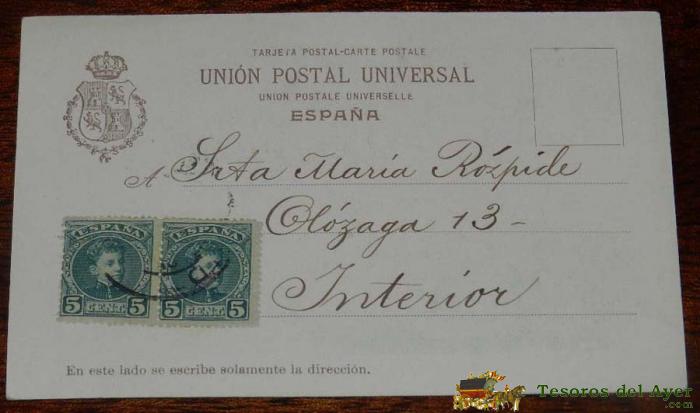 TARJETA POSTAL-CARTE POSTALE
UNIÓN POSTAL UNIVERSAL
UNION POSTALE UNIVERSELLE
ESPAÑA
A Srta María Rózpide
Olózaga 13-
Interior
ESPAÑA ESPAÑA
5 CENT. 5 5 CENT. 5
En este lado se escribe solamente la dirección.
Tesoros del Ayer
.com